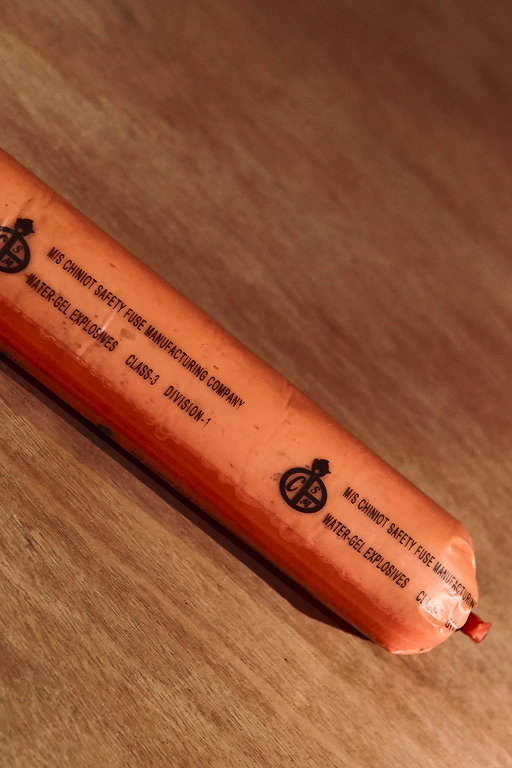 M/S CHINIOT SAFETY FUSE MANUFACTURING COMPANY
WATER-GEL EXPLOSIVES CLASS-3 DIVISION-1
M/S CHINIOT SAFETY FUSE MANUFACTURING
WATER-GEL EXPLOSIVES